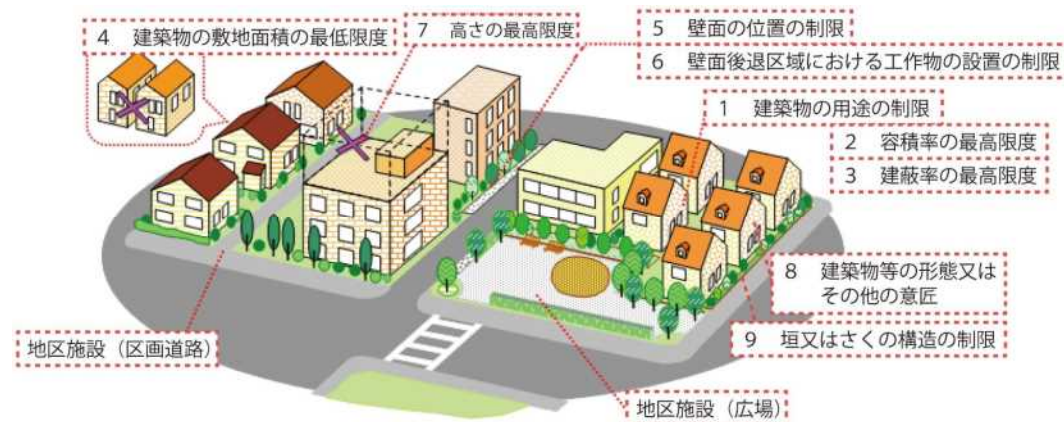 4 建築物の敷地面積の最低限度
7 高さの最高限度
5 壁面の位置の制限
6 壁面後退区域における工作物の設置の制限
1 建築物の用途の制限
2 容積率の最高限度
3 建蔽率の最高限度
8 建築物等の形態又は
その他の意匠
9 垣又はさくの構造の制限
地区施設（区画道路）
地区施設（広場）